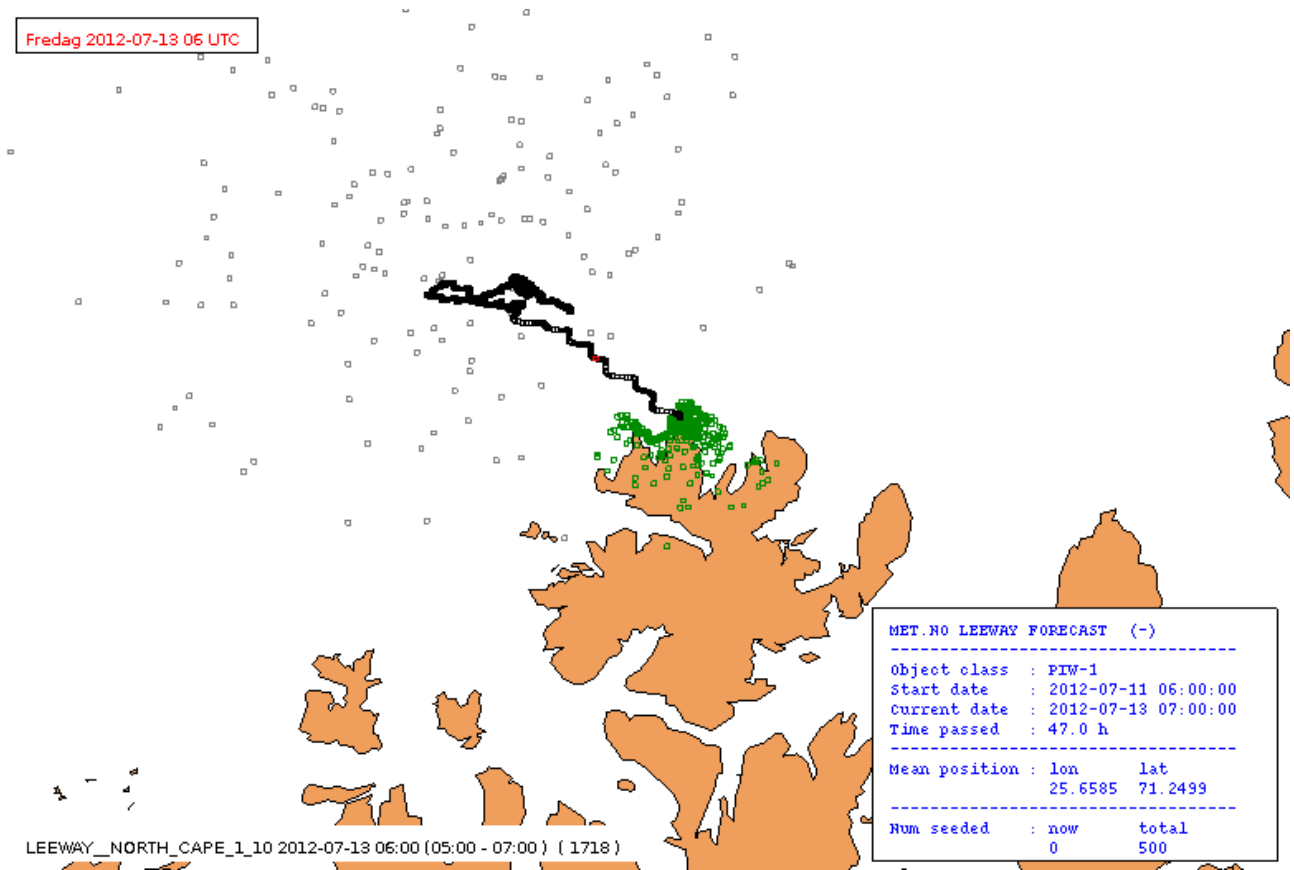 Fredag 2012-07-13 06 UTC
MET.NO LEEWAY FORECAST (-)
-----------------------------------
Object class : PIW-1
Start date : 2012-07-11 06:00:00
Current date : 2012-07-13 07:00:00
Time passed : 47.0 h
-----------------------------------
Mean position : lon lat
25.6585 71.2499
-----------------------------------
Num seeded : now total
0 500
LEEWAY__NORTH_CAPE_1_10 2012-07-13 06:00 (05:00 - 07:00 ) ( 1718 )